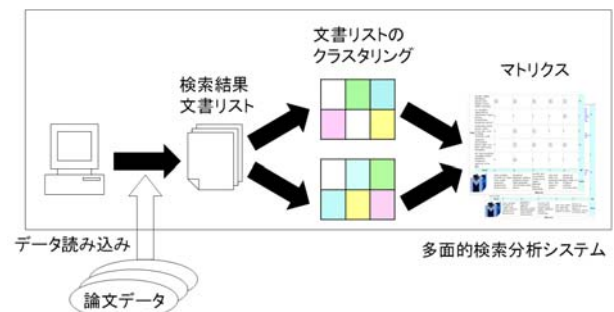 文書リストの
クラスタリング
検索結果
文書リスト
マトリクス
データ読み込み
多面的検索分析システム
論文データ